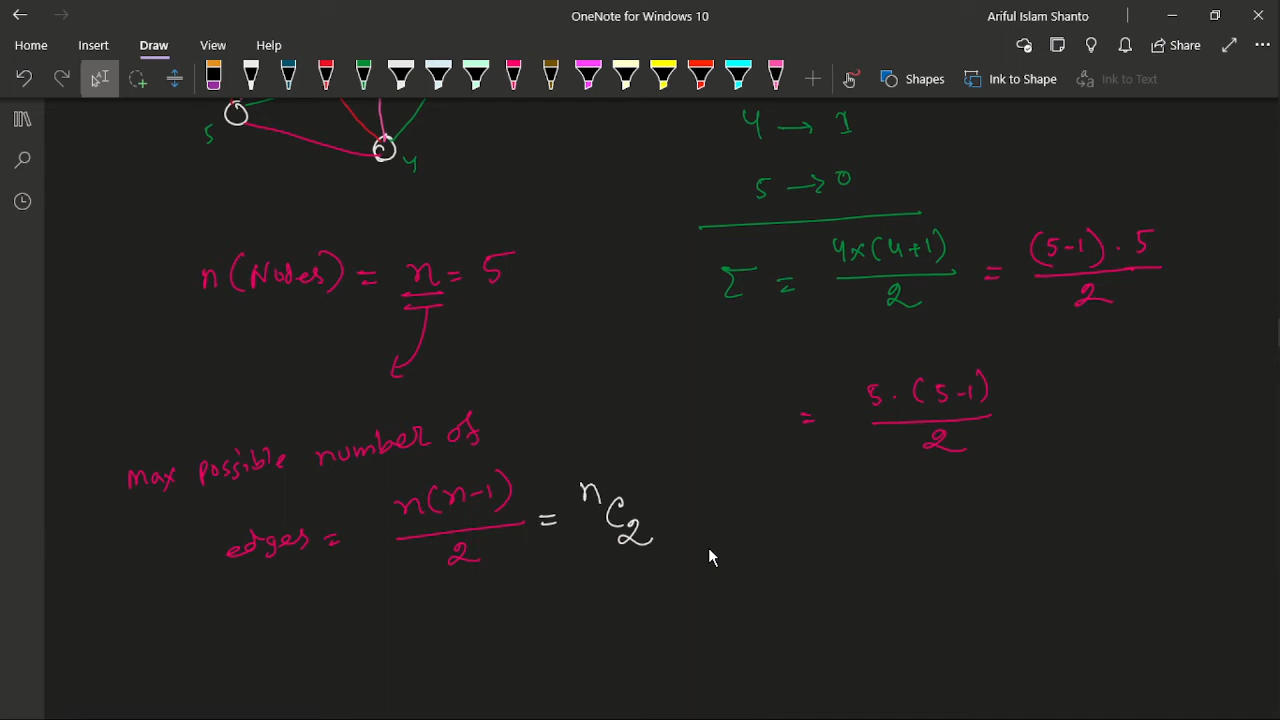 OneNote for Windows 10
Ariful Islam Shanto
Home Insert Draw View Help
Share
Shapes Ink to Shape Ink to Text
5
4
4 → 1
5 → 0
Σ = 4×(4+1)/2 = (5-1)·5/2
n(Nodes) = n = 5
= 5·(5-1)/2
max possible number of
edges = n(n-1)/2 = nC2